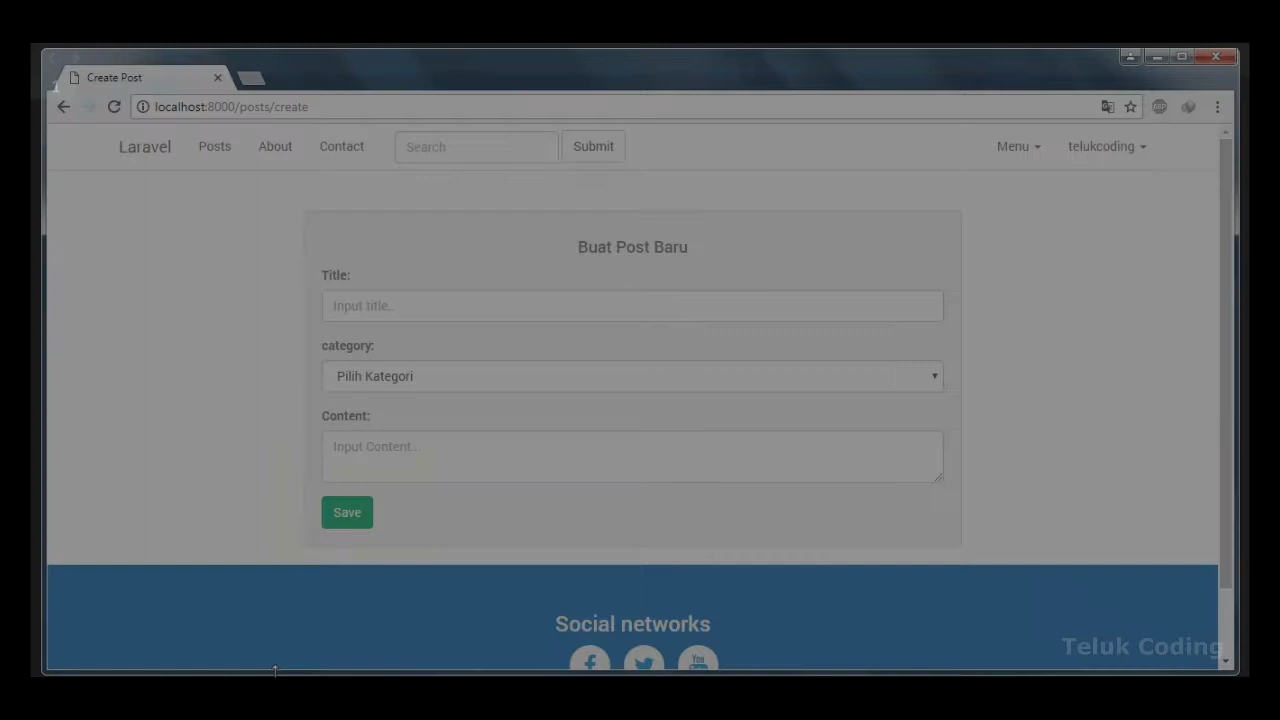 Create Post
localhost:8000/posts/create
Laravel Posts About Contact Search Submit Menu telukcoding
Buat Post Baru
Title:
Input title..
category:
Pilih Kategori
Content:
Input Content..
Save
Social networks
You
Teluk Coding